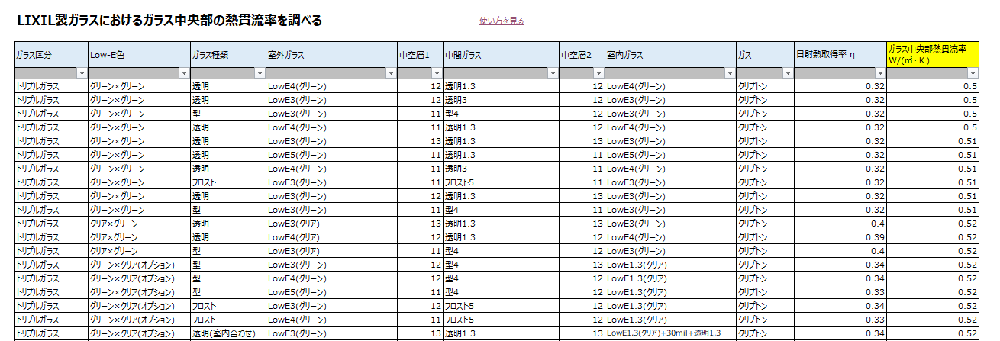 LIXIL製ガラスにおけるガラス中央部の熱貫流率を調べる 使い方を見る
ガラス区分 Low-E色 ガラス種類 室外ガラス 中空層1 中間ガラス 中空層2 室内ガラス ガス 日射熱取得率 η ガラス中央部熱貫流率 W/(㎡・K)
トリプルガラス グリーン×グリーン 透明 LowE4(グリーン) 12 透明1.3 12 LowE4(グリーン) クリプトン 0.32 0.5
トリプルガラス グリーン×グリーン 透明 LowE3(グリーン) 12 透明3 12 LowE3(グリーン) クリプトン 0.32 0.5
トリプルガラス グリーン×グリーン 型 LowE3(グリーン) 11 型4 12 LowE3(グリーン) クリプトン 0.32 0.5
トリプルガラス グリーン×グリーン 透明 LowE4(グリーン) 11 透明1.3 12 LowE4(グリーン) クリプトン 0.32 0.5
トリプルガラス グリーン×グリーン 透明 LowE3(グリーン) 13 透明1.3 13 LowE3(グリーン) クリプトン 0.32 0.51
トリプルガラス グリーン×グリーン 透明 LowE5(グリーン) 11 透明1.3 11 LowE5(グリーン) クリプトン 0.32 0.51
トリプルガラス グリーン×グリーン 透明 LowE4(グリーン) 11 透明3 11 LowE4(グリーン) クリプトン 0.32 0.51
トリプルガラス グリーン×グリーン フロスト LowE3(グリーン) 11 フロスト5 11 LowE3(グリーン) クリプトン 0.32 0.51
トリプルガラス グリーン×グリーン 透明 LowE3(グリーン) 12 透明1.3 13 LowE3(グリーン) クリプトン 0.32 0.51
トリプルガラス グリーン×グリーン 型 LowE3(グリーン) 11 型4 11 LowE3(グリーン) クリプトン 0.32 0.51
トリプルガラス クリア×グリーン 透明 LowE3(クリア) 13 透明1.3 13 LowE3(グリーン) クリプトン 0.4 0.52
トリプルガラス クリア×グリーン 透明 LowE4(クリア) 12 透明1.3 12 LowE4(グリーン) クリプトン 0.39 0.52
トリプルガラス クリア×グリーン 型 LowE3(クリア) 11 型4 12 LowE3(グリーン) クリプトン 0.4 0.52
トリプルガラス グリーン×クリア(オプション) 型 LowE3(グリーン) 12 型4 13 LowE1.3(クリア) クリプトン 0.34 0.52
トリプルガラス グリーン×クリア(オプション) 型 LowE4(グリーン) 12 型4 12 LowE1.3(クリア) クリプトン 0.34 0.52
トリプルガラス グリーン×クリア(オプション) 型 LowE5(グリーン) 11 型4 12 LowE1.3(クリア) クリプトン 0.33 0.52
トリプルガラス グリーン×クリア(オプション) フロスト LowE3(グリーン) 12 フロスト5 12 LowE1.3(クリア) クリプトン 0.34 0.52
トリプルガラス グリーン×クリア(オプション) フロスト LowE4(グリーン) 11 フロスト5 12 LowE1.3(クリア) クリプトン 0.33 0.52
トリプルガラス グリーン×クリア(オプション) 透明(室内合わせ) LowE3(グリーン) 13 透明1.3 13 LowE1.3(クリア)+30mil+透明1.3 クリプトン 0.34 0.52